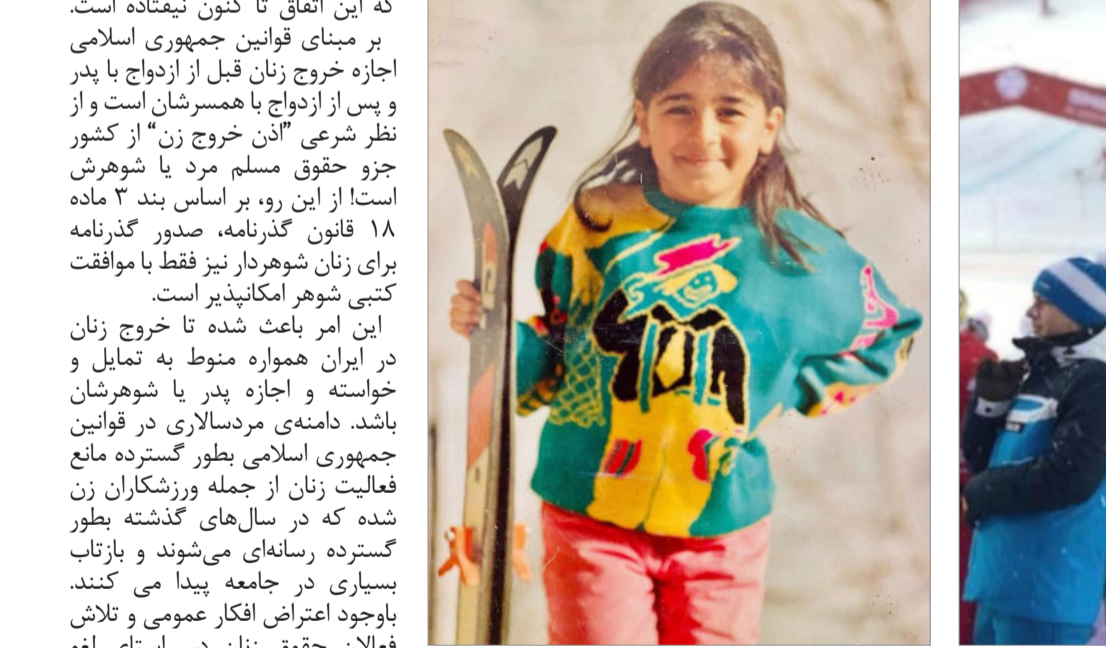 که این اتفاق تا کنون نیفتاده است.
بر مبنای قوانین جمهوری اسلامی
اجازه خروج زنان قبل از ازدواج با پدر
و پس از ازدواج با همسرشان است و از
نظر شرعی ”اذن خروج زن“ از کشور
جزو حقوق مسلم مرد یا شوهرش
است! از این رو، بر اساس بند ۳ ماده
۱۸ قانون گذرنامه، صدور گذرنامه
برای زنان شوهردار نیز فقط با موافقت
کتبی شوهر امکانپذیر است.
این امر باعث شده تا خروج زنان
در ایران همواره منوط به تمایل و
خواسته و اجازه پدر یا شوهرشان
باشد. دامنه‌ی مردسالاری در قوانین
جمهوری اسلامی بطور گسترده مانع
فعالیت زنان از جمله ورزشکاران زن
شده که در سال‌های گذشته بطور
گسترده رسانه‌ای می‌شوند و بازتاب
بسیاری در جامعه پیدا می کنند.
باوجود اعتراض افکار عمومی و تلاش
فعالان حقوق زنان در راستای لغو